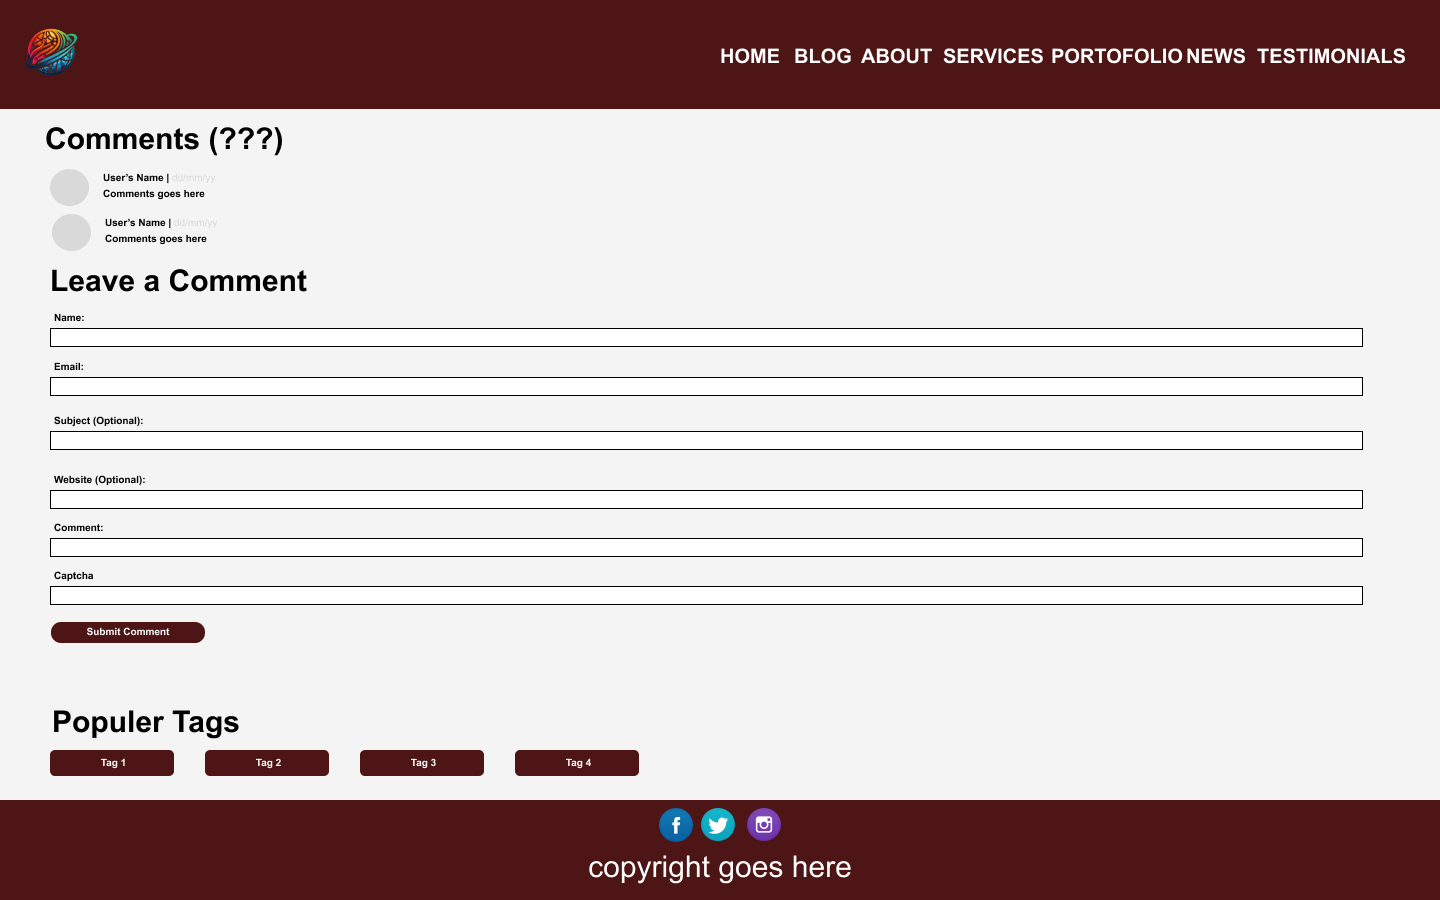 HOME BLOG ABOUT SERVICES PORTOFOLIO NEWS TESTIMONIALS
Comments (???)
User's Name | dd/mm/yy
Comments goes here
User's Name | dd/mm/yy
Comments goes here
Leave a Comment
Name:
Email:
Subject (Optional):
Website (Optional):
Comment:
Captcha
Submit Comment
Populer Tags
Tag 1 Tag 2 Tag 3 Tag 4
copyright goes here